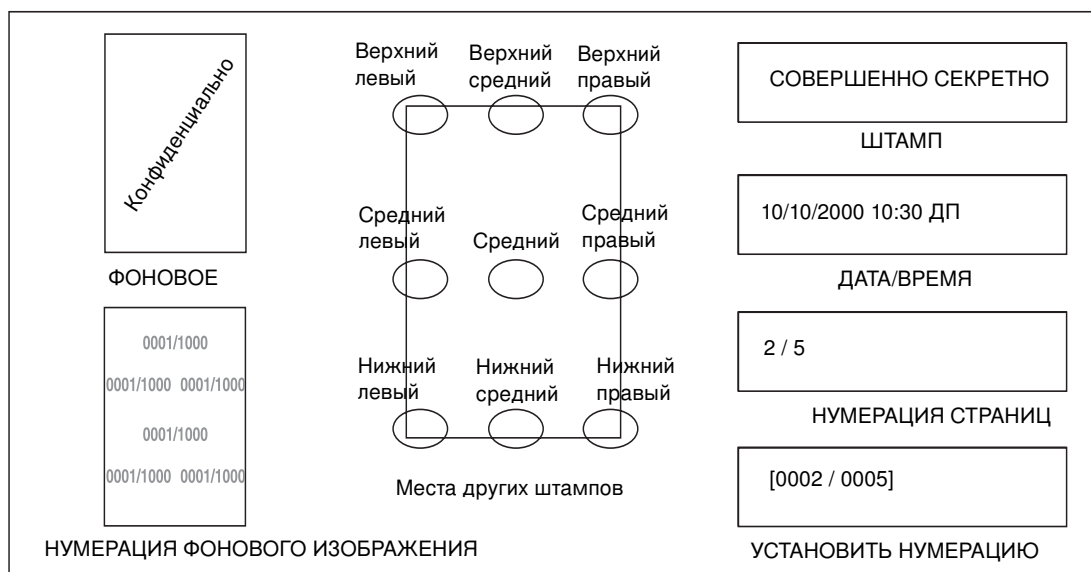 Конфиденциально
ФОНОВОЕ
0001/1000
0001/1000 0001/1000
0001/1000
0001/1000 0001/1000
НУМЕРАЦИЯ ФОНОВОГО ИЗОБРАЖЕНИЯ
Верхний левый
Верхний средний
Верхний правый
Средний левый
Средний
Средний правый
Нижний левый
Нижний средний
Нижний правый
Места других штампов
СОВЕРШЕННО СЕКРЕТНО
ШТАМП
10/10/2000 10:30 ДП
ДАТА/ВРЕМЯ
2 / 5
НУМЕРАЦИЯ СТРАНИЦ
[0002 / 0005]
УСТАНОВИТЬ НУМЕРАЦИЮ